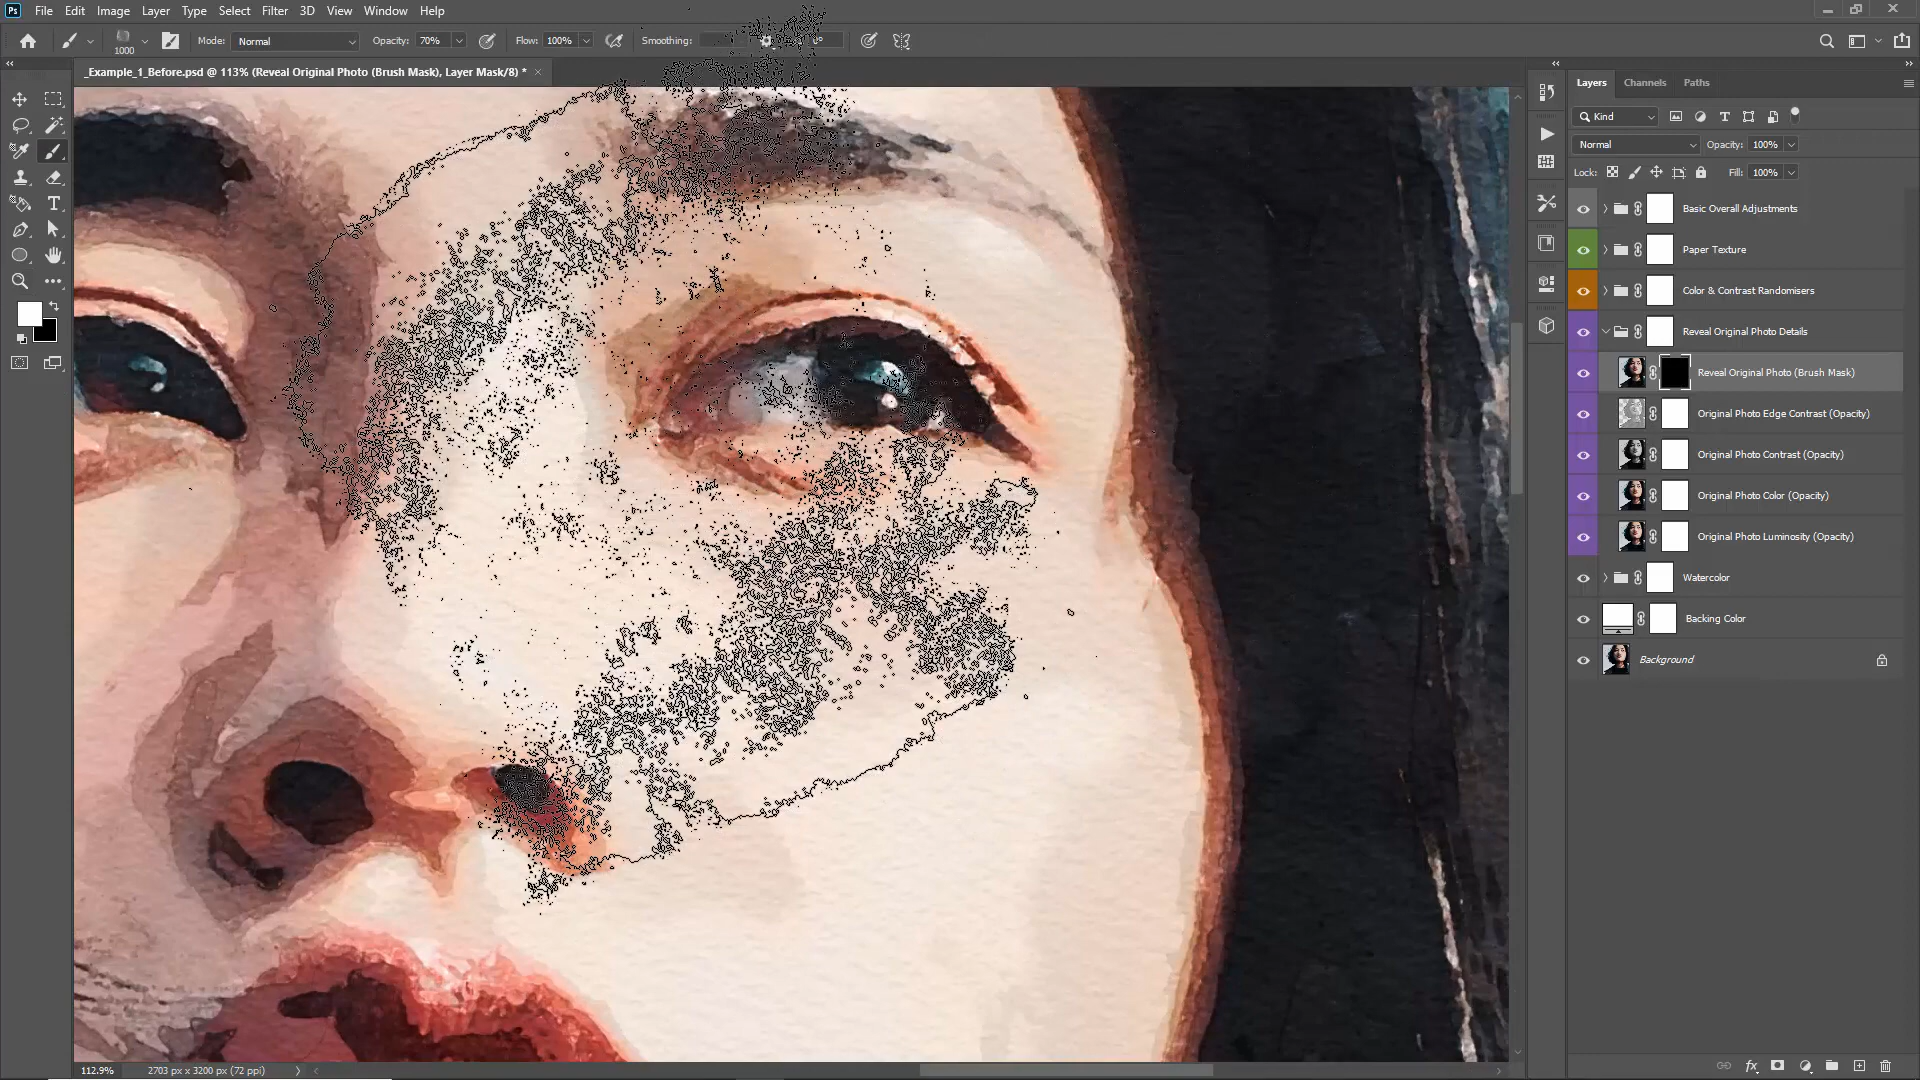 Ps File Edit Image Layer Type Select Filter 3D View Window Help
1000 Mode: Normal Opacity: 70% Flow: 100% Smoothing:
_Example_1_Before.psd @ 113% (Reveal Original Photo (Brush Mask), Layer Mask/8) * ×
Layers Channels Paths
Kind
Normal Opacity: 100%
Lock: Fill: 100%
Basic Overall Adjustments
Paper Texture
Color & Contrast Randomisers
Reveal Original Photo Details
Reveal Original Photo (Brush Mask)
Original Photo Edge Contrast (Opacity)
Original Photo Contrast (Opacity)
Original Photo Color (Opacity)
Original Photo Luminosity (Opacity)
Watercolor
Backing Color
Background
112.9% 2703 px x 3200 px (72 ppi)